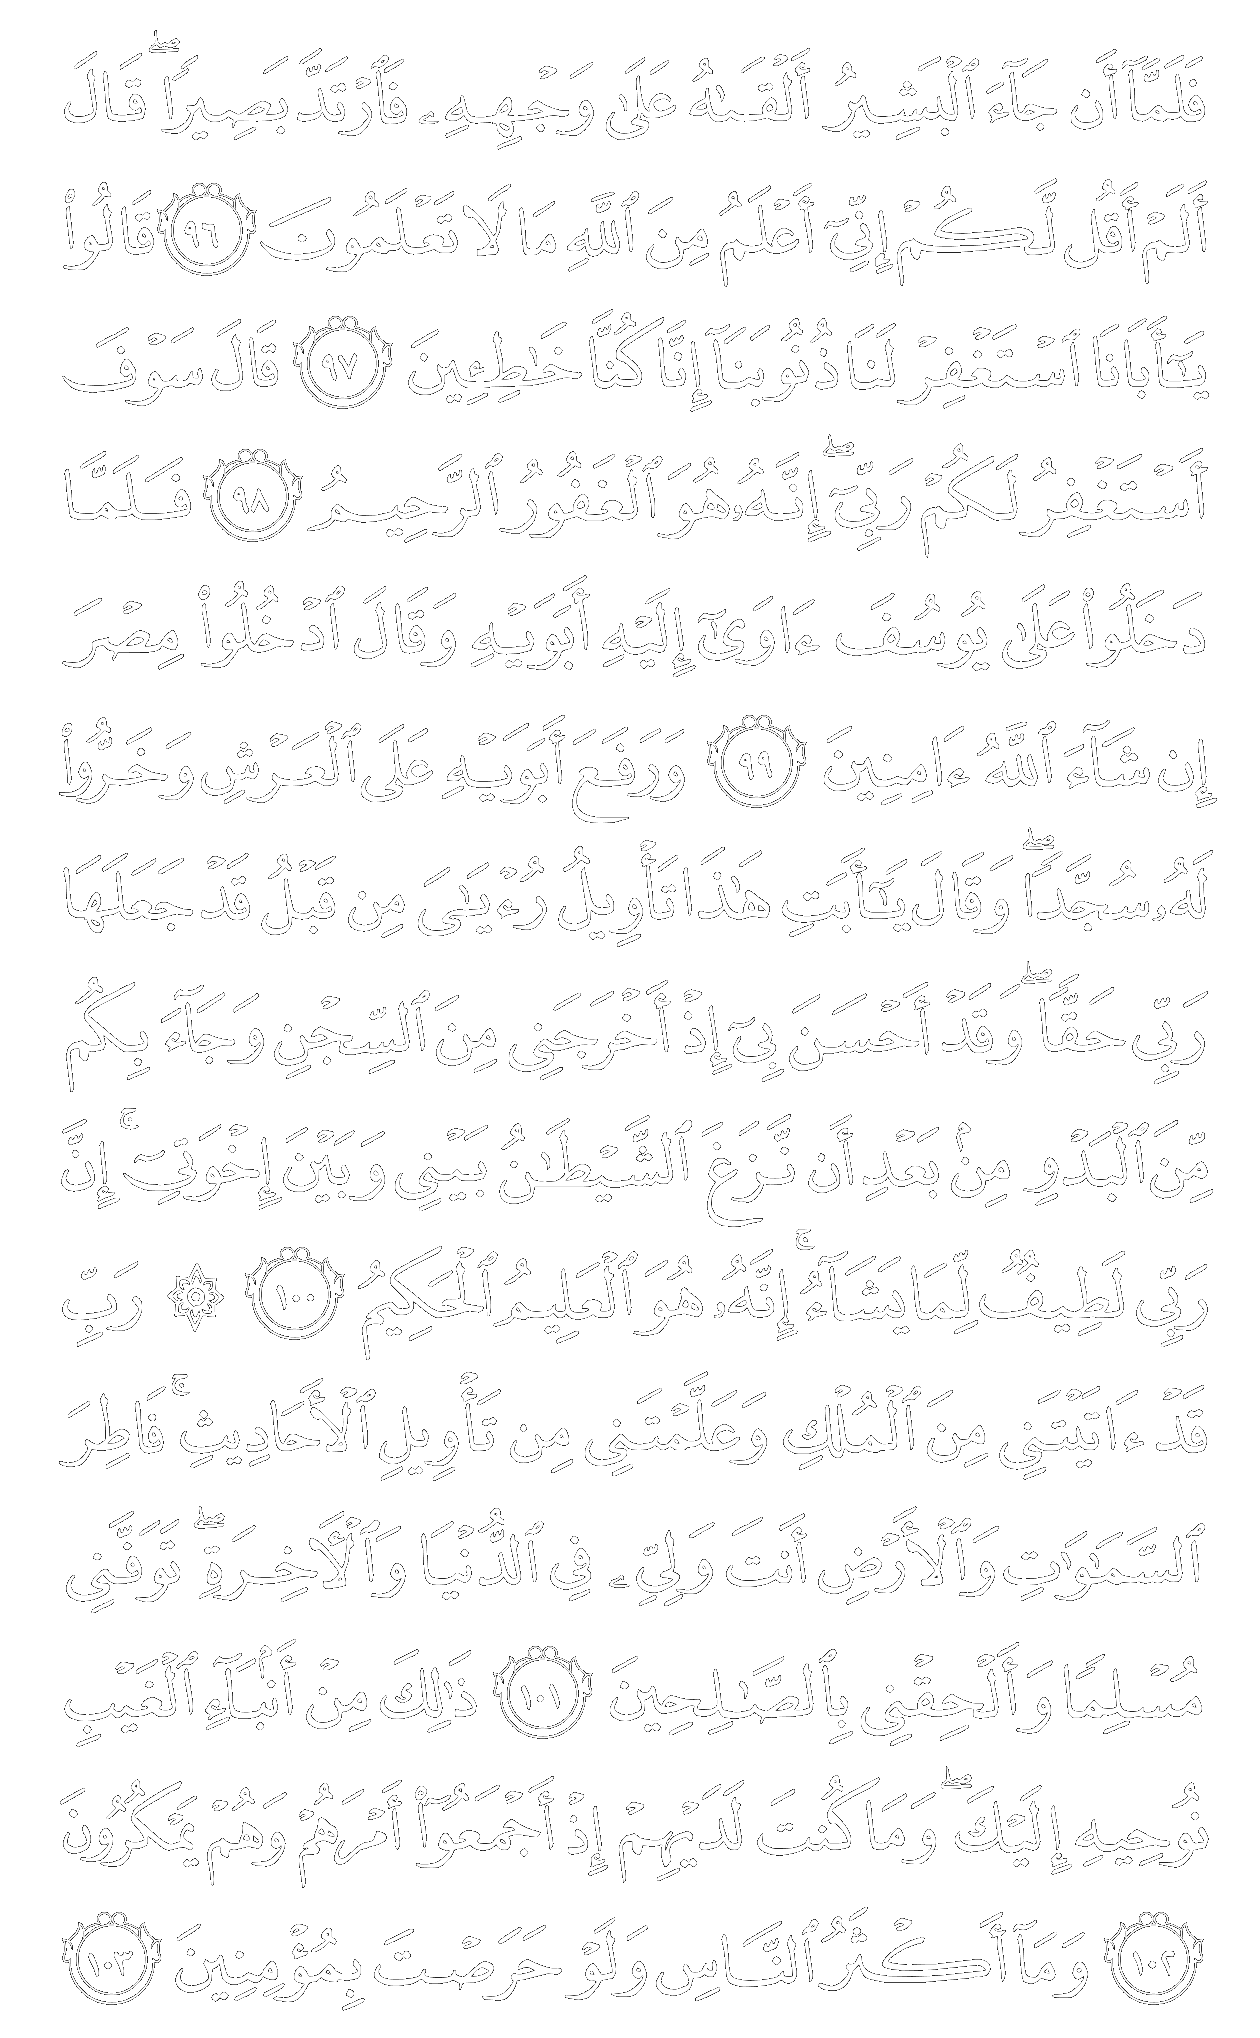 فَلَمَّآ أَن جَآءَ ٱلْبَشِيرُ أَلْقَىٰهُ عَلَىٰ وَجْهِهِۦ فَٱرْتَدَّ بَصِيرًا ۖ قَالَ
أَلَمْ أَقُل لَّكُمْ إِنِّىٓ أَعْلَمُ مِنَ ٱللَّهِ مَا لَا تَعْلَمُونَ ٩٦ قَالُوا۟
يَـٰٓأَبَانَا ٱسْتَغْفِرْ لَنَا ذُنُوبَنَآ إِنَّا كُنَّا خَـٰطِـِٔينَ ٩٧ قَالَ سَوْفَ
أَسْتَغْفِرُ لَكُمْ رَبِّىٓ ۖ إِنَّهُۥ هُوَ ٱلْغَفُورُ ٱلرَّحِيمُ ٩٨ فَلَمَّا
دَخَلُوا۟ عَلَىٰ يُوسُفَ ءَاوَىٰٓ إِلَيْهِ أَبَوَيْهِ وَقَالَ ٱدْخُلُوا۟ مِصْرَ
إِن شَآءَ ٱللَّهُ ءَامِنِينَ ٩٩ وَرَفَعَ أَبَوَيْهِ عَلَى ٱلْعَرْشِ وَخَرُّوا۟
لَهُۥ سُجَّدًا ۖ وَقَالَ يَـٰٓأَبَتِ هَـٰذَا تَأْوِيلُ رُءْيَـٰىَ مِن قَبْلُ قَدْ جَعَلَهَا
رَبِّى حَقًّا ۖ وَقَدْ أَحْسَنَ بِىٓ إِذْ أَخْرَجَنِى مِنَ ٱلسِّجْنِ وَجَآءَ بِكُم
مِّنَ ٱلْبَدْوِ مِنۢ بَعْدِ أَن نَّزَغَ ٱلشَّيْطَـٰنُ بَيْنِى وَبَيْنَ إِخْوَتِىٓ ۚ إِنَّ
رَبِّى لَطِيفٌ لِّمَا يَشَآءُ ۚ إِنَّهُۥ هُوَ ٱلْعَلِيمُ ٱلْحَكِيمُ ١٠٠ ۞ رَبِّ
قَدْ ءَاتَيْتَنِى مِنَ ٱلْمُلْكِ وَعَلَّمْتَنِى مِن تَأْوِيلِ ٱلْأَحَادِيثِ ۚ فَاطِرَ
ٱلسَّمَـٰوَٰتِ وَٱلْأَرْضِ أَنتَ وَلِىِّۦ فِى ٱلدُّنْيَا وَٱلْـَٔاخِرَةِ ۖ تَوَفَّنِى
مُسْلِمًا وَأَلْحِقْنِى بِٱلصَّـٰلِحِينَ ١٠١ ذَٰلِكَ مِنْ أَنۢبَآءِ ٱلْغَيْبِ
نُوحِيهِ إِلَيْكَ ۖ وَمَا كُنتَ لَدَيْهِمْ إِذْ أَجْمَعُوٓا۟ أَمْرَهُمْ وَهُمْ يَمْكُرُونَ
١٠٢ وَمَآ أَكْثَرُ ٱلنَّاسِ وَلَوْ حَرَصْتَ بِمُؤْمِنِينَ ١٠٣